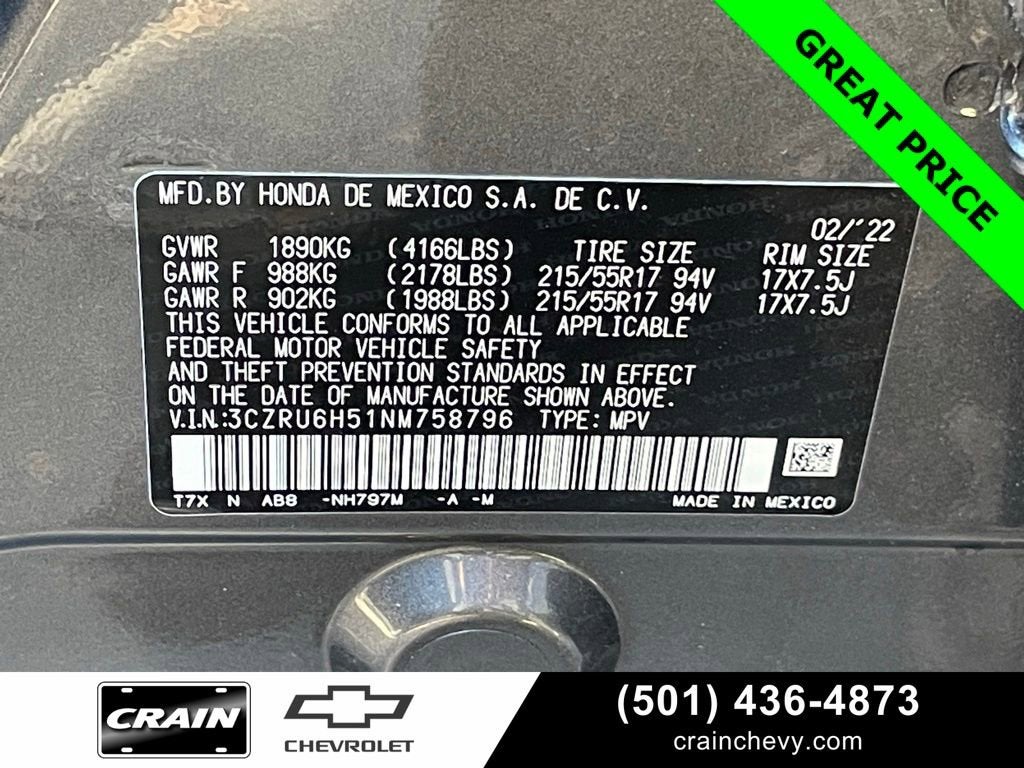 GREAT PRICE
MFD.BY HONDA DE MEXICO S.A. DE C.V.
02/'22
GVWR 1890KG (4166LBS) TIRE SIZE RIM SIZE
GAWR F 988KG (2178LBS) 215/55R17 94V 17X7.5J
GAWR R 902KG (1988LBS) 215/55R17 94V 17X7.5J
THIS VEHICLE CONFORMS TO ALL APPLICABLE
FEDERAL MOTOR VEHICLE SAFETY
AND THEFT PREVENTION STANDARDS IN EFFECT
ON THE DATE OF MANUFACTURE SHOWN ABOVE.
V.I.N.:3CZRU6H51NM758796 TYPE: MPV
T7X N AB8 -NH797M -A -M MADE IN MEXICO
CRAIN
CHEVROLET
(501) 436-4873
crainchevy.com